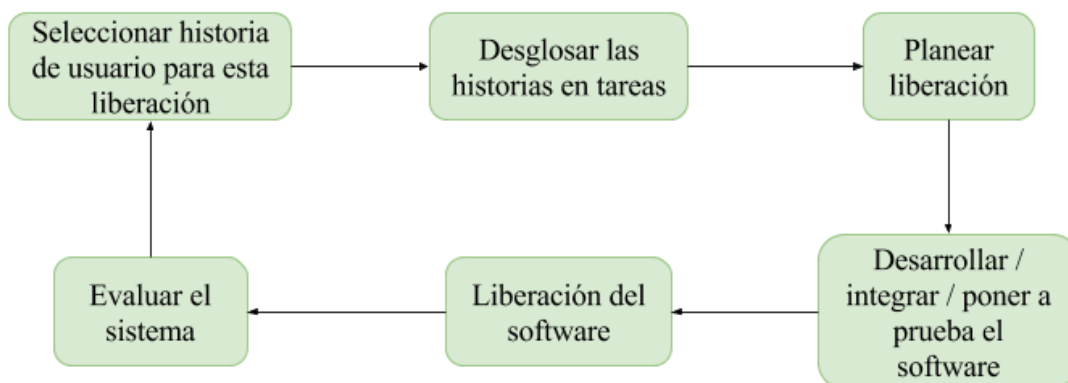 Seleccionar historia
de usuario para esta
liberación
Desglosar las
historias en tareas
Planear
liberación
Desarrollar /
integrar / poner a
prueba el
software
Liberación del
software
Evaluar el
sistema